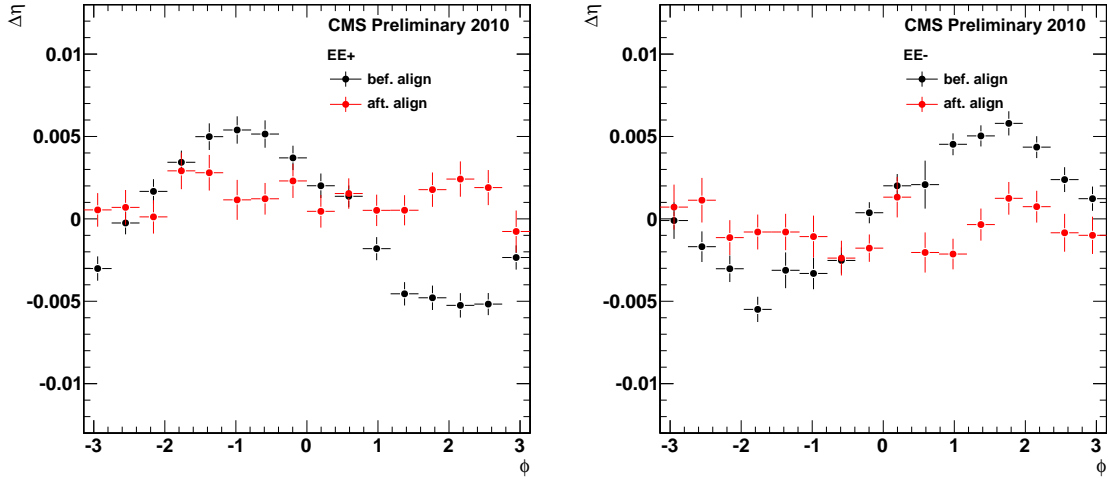 Δη
CMS Preliminary 2010
0.01
EE+
bef. align
aft. align
0.005
0
-0.005
-0.01
-3 -2 -1 0 1 2 3
ϕ
Δη
CMS Preliminary 2010
0.01
EE-
bef. align
aft. align
0.005
0
-0.005
-0.01
-3 -2 -1 0 1 2 3
ϕ